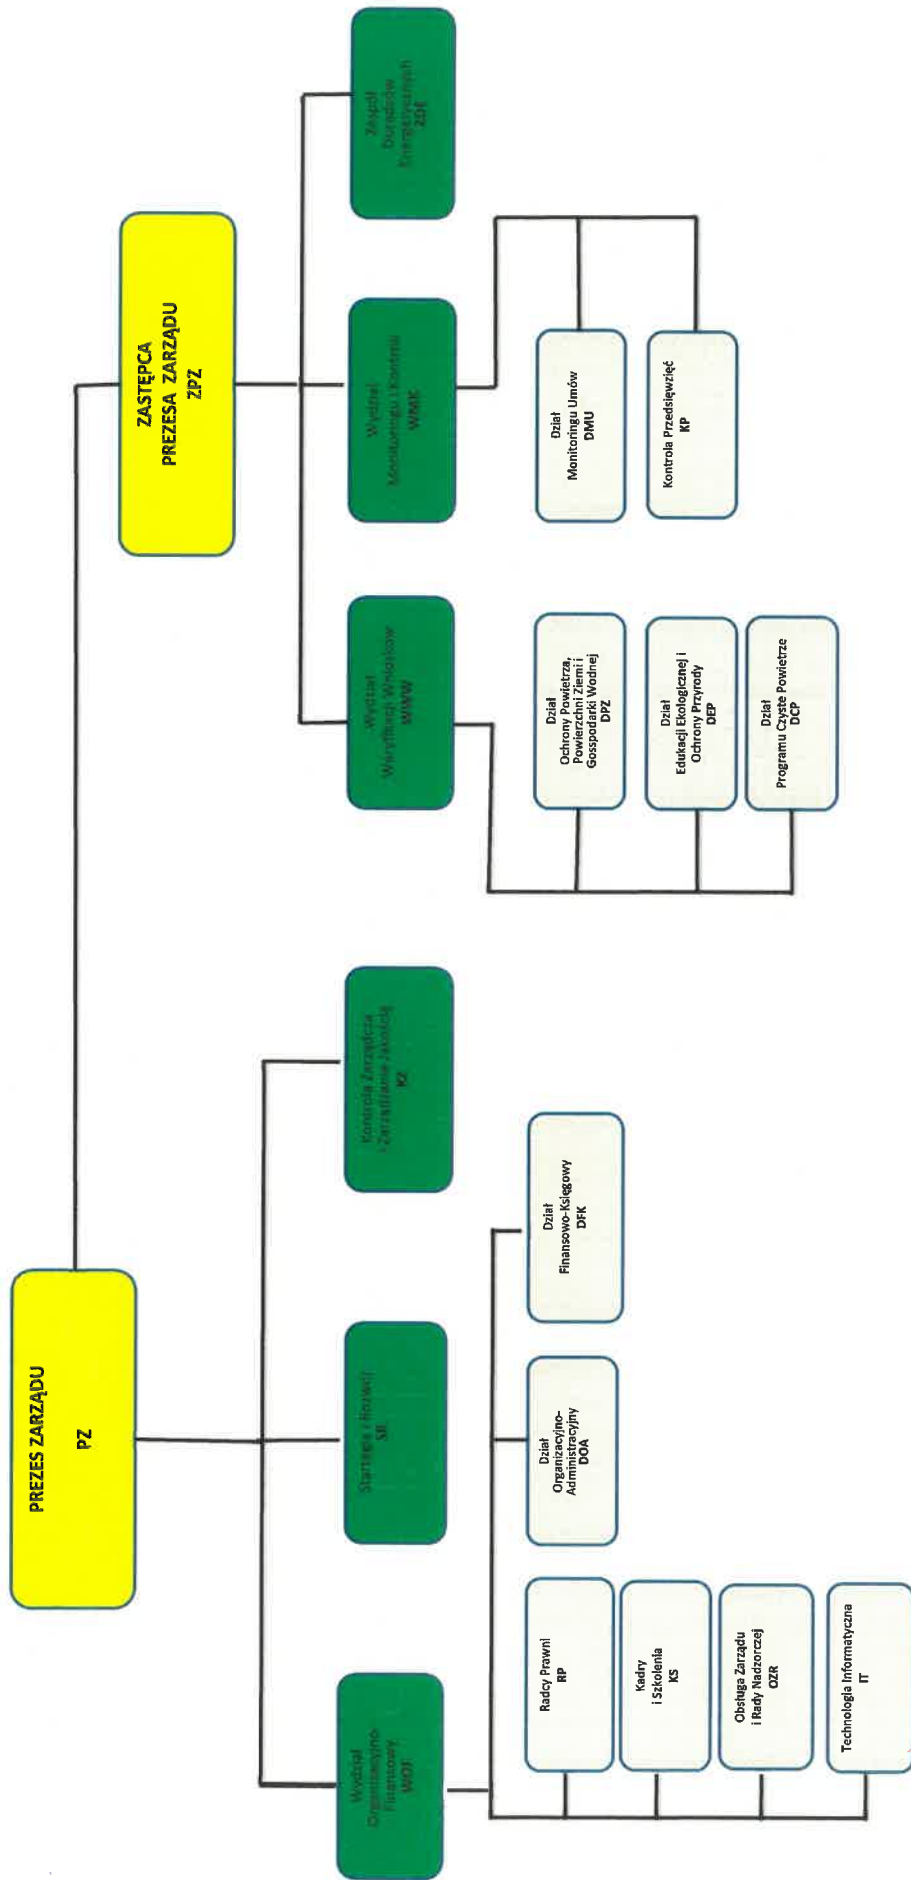 PREZES ZARZĄDU
PZ
ZASTĘPCA
PREZESA ZARZĄDU
ZPZ
Wydział
Organizacyjno-
Finansowy
WOF
Startegia i Rozwój
SR
Kontrola Zarządcza
i Zarządzanie Jakością
KZ
Wydział
Weryfikacji Wniosków
WWW
Wydział
Monitoringu i Kontroli
WMK
Zespół
Doradców
Energetycznych
ZDE
Radcy Prawni
RP
Kadry
i Szkolenia
KS
Obsługa Zarządu
i Rady Nadzorczej
OZR
Technologia Informatyczna
IT
Dział
Organizacyjno-
Administracyjny
DOA
Dział
Finansowo-Księgowy
DFK
Dział
Ochrony Powietrza,
Powierzchni Ziemi i
Gosspodarki Wodnej
DPZ
Dział
Edukacji Ekologicznej i
Ochrony Przyrody
DEP
Dział
Programu Czyste Powietrze
DCP
Dział
Monitoringu Umów
DMU
Kontrola Przedsięwzięć
KP